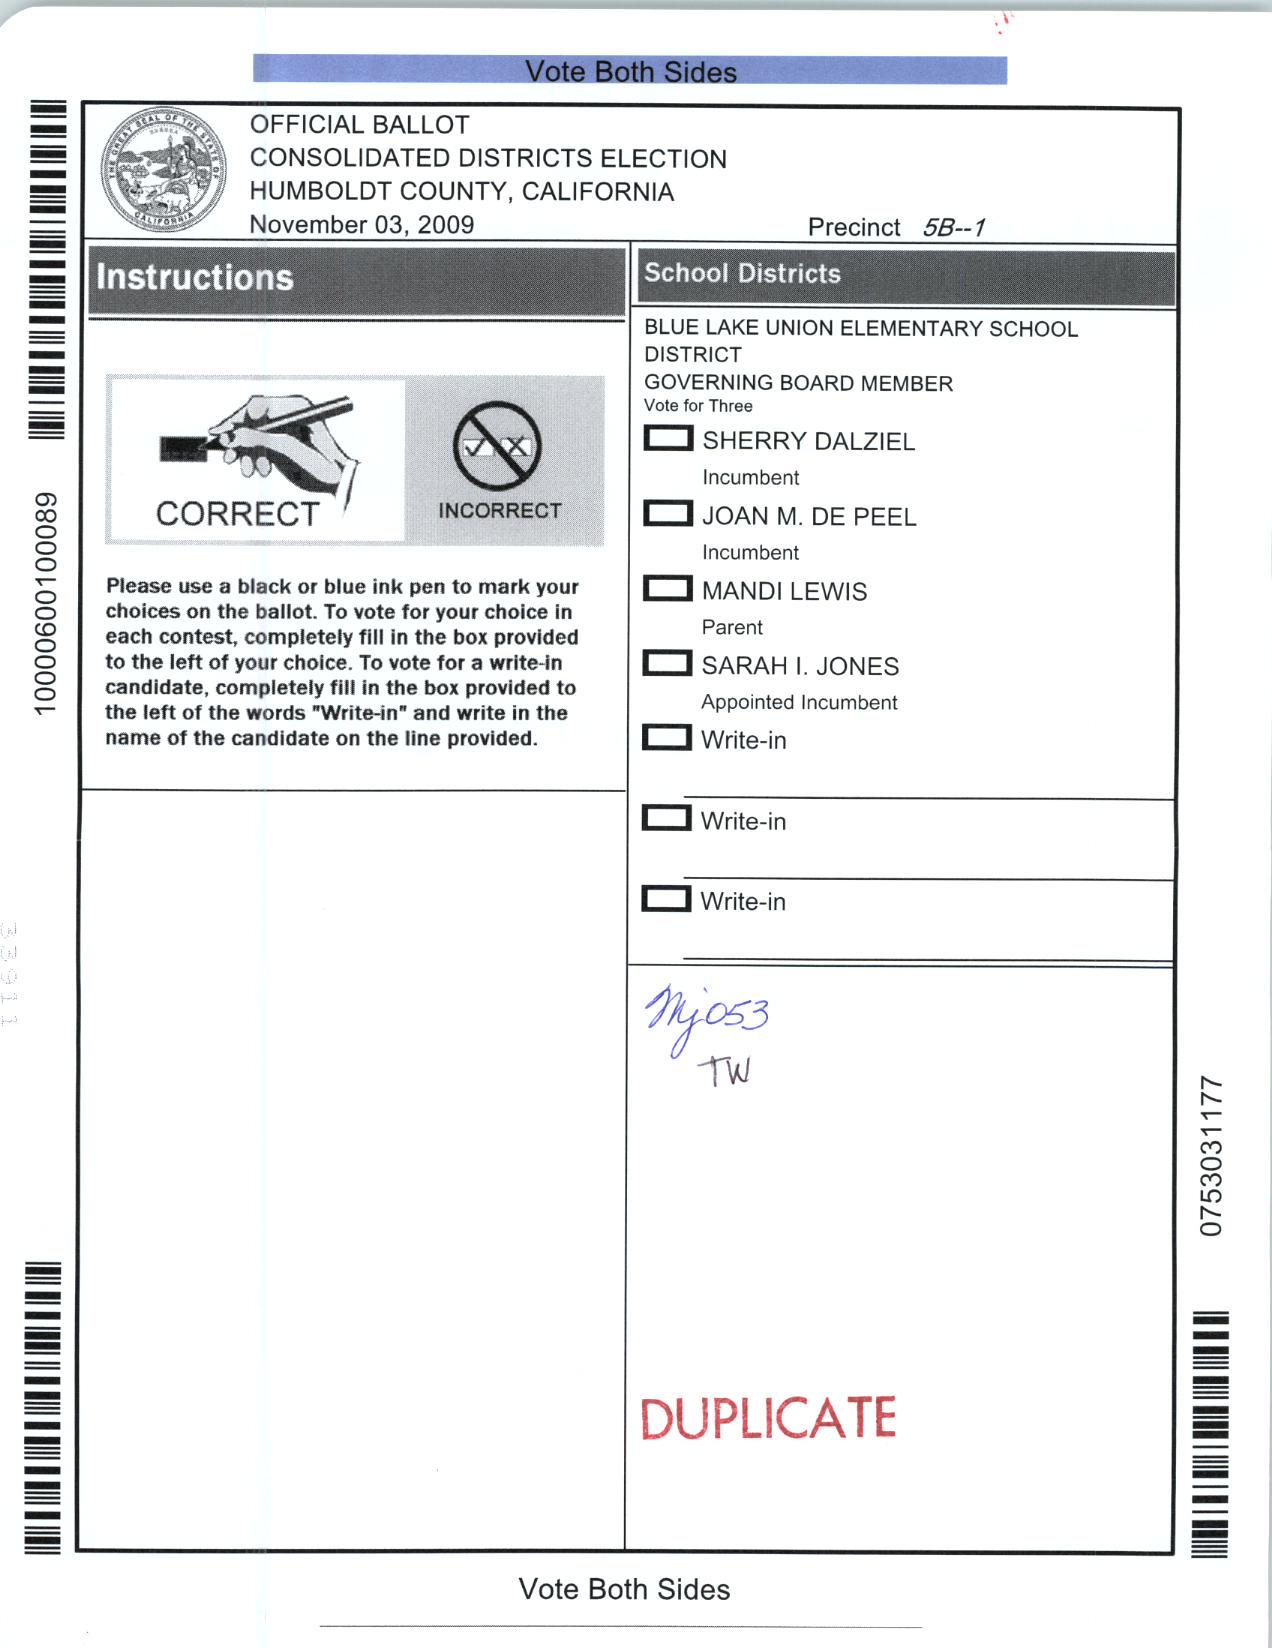 Vote Both Sides
THE GREAT SEAL OF THE STATE OF CALIFORNIA
EUREKA
OFFICIAL BALLOT
CONSOLIDATED DISTRICTS ELECTION
HUMBOLDT COUNTY, CALIFORNIA
November 03, 2009
Precinct 5B--1
Instructions
CORRECT
INCORRECT
Please use a black or blue ink pen to mark your
choices on the ballot. To vote for your choice in
each contest, completely fill in the box provided
to the left of your choice. To vote for a write-in
candidate, completely fill in the box provided to
the left of the words "Write-in" and write in the
name of the candidate on the line provided.
School Districts
BLUE LAKE UNION ELEMENTARY SCHOOL
DISTRICT
GOVERNING BOARD MEMBER
Vote for Three
SHERRY DALZIEL
Incumbent
JOAN M. DE PEEL
Incumbent
MANDI LEWIS
Parent
SARAH I. JONES
Appointed Incumbent
Write-in
Write-in
Write-in
Mj053
TW
DUPLICATE
10000600100089
0753031177
33911
Vote Both Sides